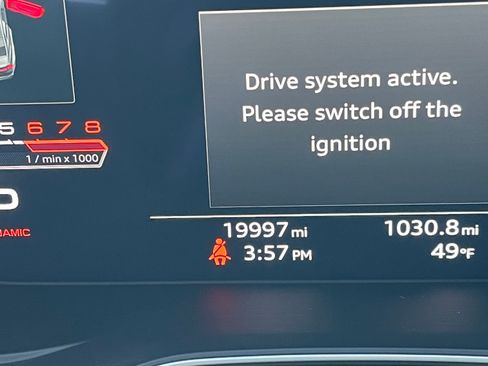 Drive system active.
Please switch off the
ignition
5 6 7 8
1 / min x 1000
NAMIC
19997 mi
1030.8 mi
3:57 PM
49°F